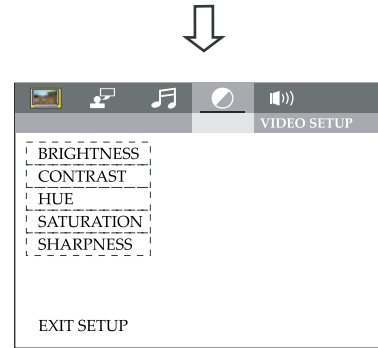 VIDEO SETUP
BRIGHTNESS
CONTRAST
HUE
SATURATION
SHARPNESS
EXIT SETUP